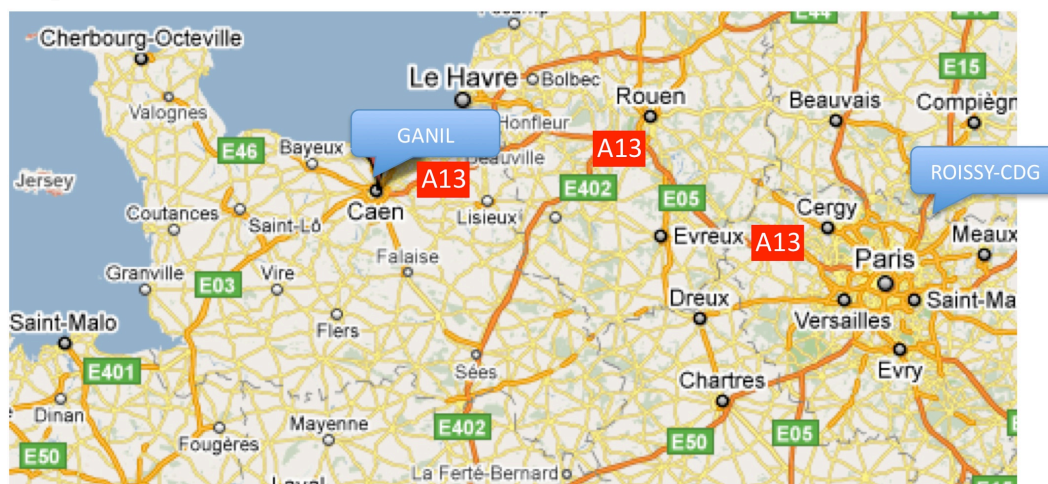 Cherbourg-Octeville
E44
E15
Le Havre
Bolbec
Rouen
Beauvais
Compiègn
Valognes
GANIL
Honfleur
E46
Bayeux
A13
ROISSY-CDG
Jersey
A13
E402
E05
Caen
Lisieux
Cergy
Coutances
Saint-Lô
Evreux
A13
Meaux
Falaise
Paris
Granville
Vire
E03
Dreux
Saint-Ma
Saint-Malo
Flers
Versailles
E401
Sées
Evry
Chartres
Dinan
Mayenne
E402
E05
Fougères
E50
E50
La Ferté-Bernard